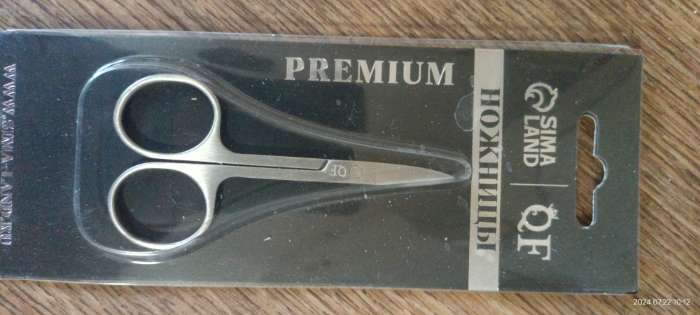 PREMIUM
НОЖНИЦЫ
SIMA
LAND
QF
QF
WWW.SIMA-LAND.RU
2024.07.22 10:12